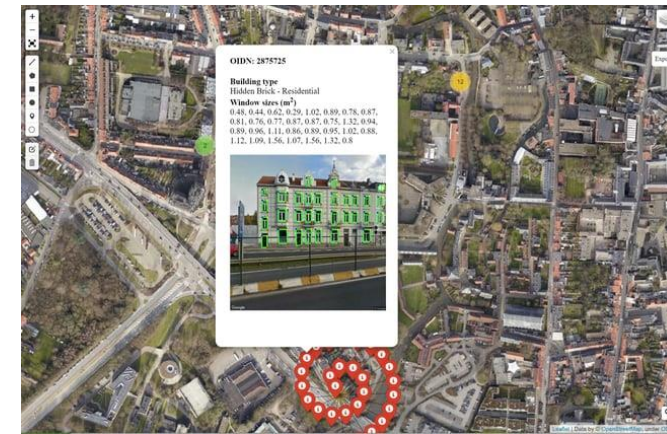 OIDN: 2875725
Building type
Hidden Brick - Residential
Window sizes (m²)
0.48, 0.44, 0.62, 0.29, 1.02, 0.89, 0.78, 0.87,
0.81, 0.76, 0.77, 0.87, 0.87, 0.75, 1.32, 0.94,
0.89, 0.96, 1.11, 0.86, 0.89, 0.95, 1.02, 0.88,
1.12, 1.09, 1.56, 1.07, 1.56, 1.32, 0.8
12
2
Expo
Google
Leaflet | Data by © OpenStreetMap, under OD